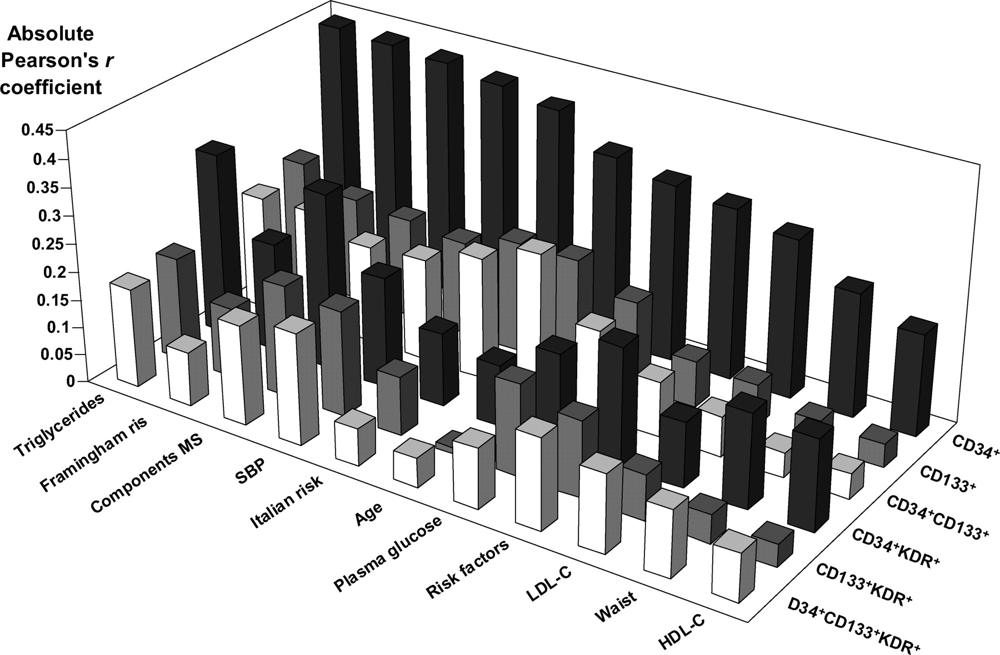 Absolute
Pearson's r
coefficient
0.45
0.4
0.35
0.3
0.25
0.2
0.15
0.1
0.05
0
Triglycerides
Framingham ris
Components MS
SBP
Italian risk
Age
Plasma glucose
Risk factors
LDL-C
Waist
HDL-C
CD34⁺
CD133⁺
CD34⁺CD133⁺
CD34⁺KDR⁺
CD133⁺KDR⁺
D34⁺CD133⁺KDR⁺